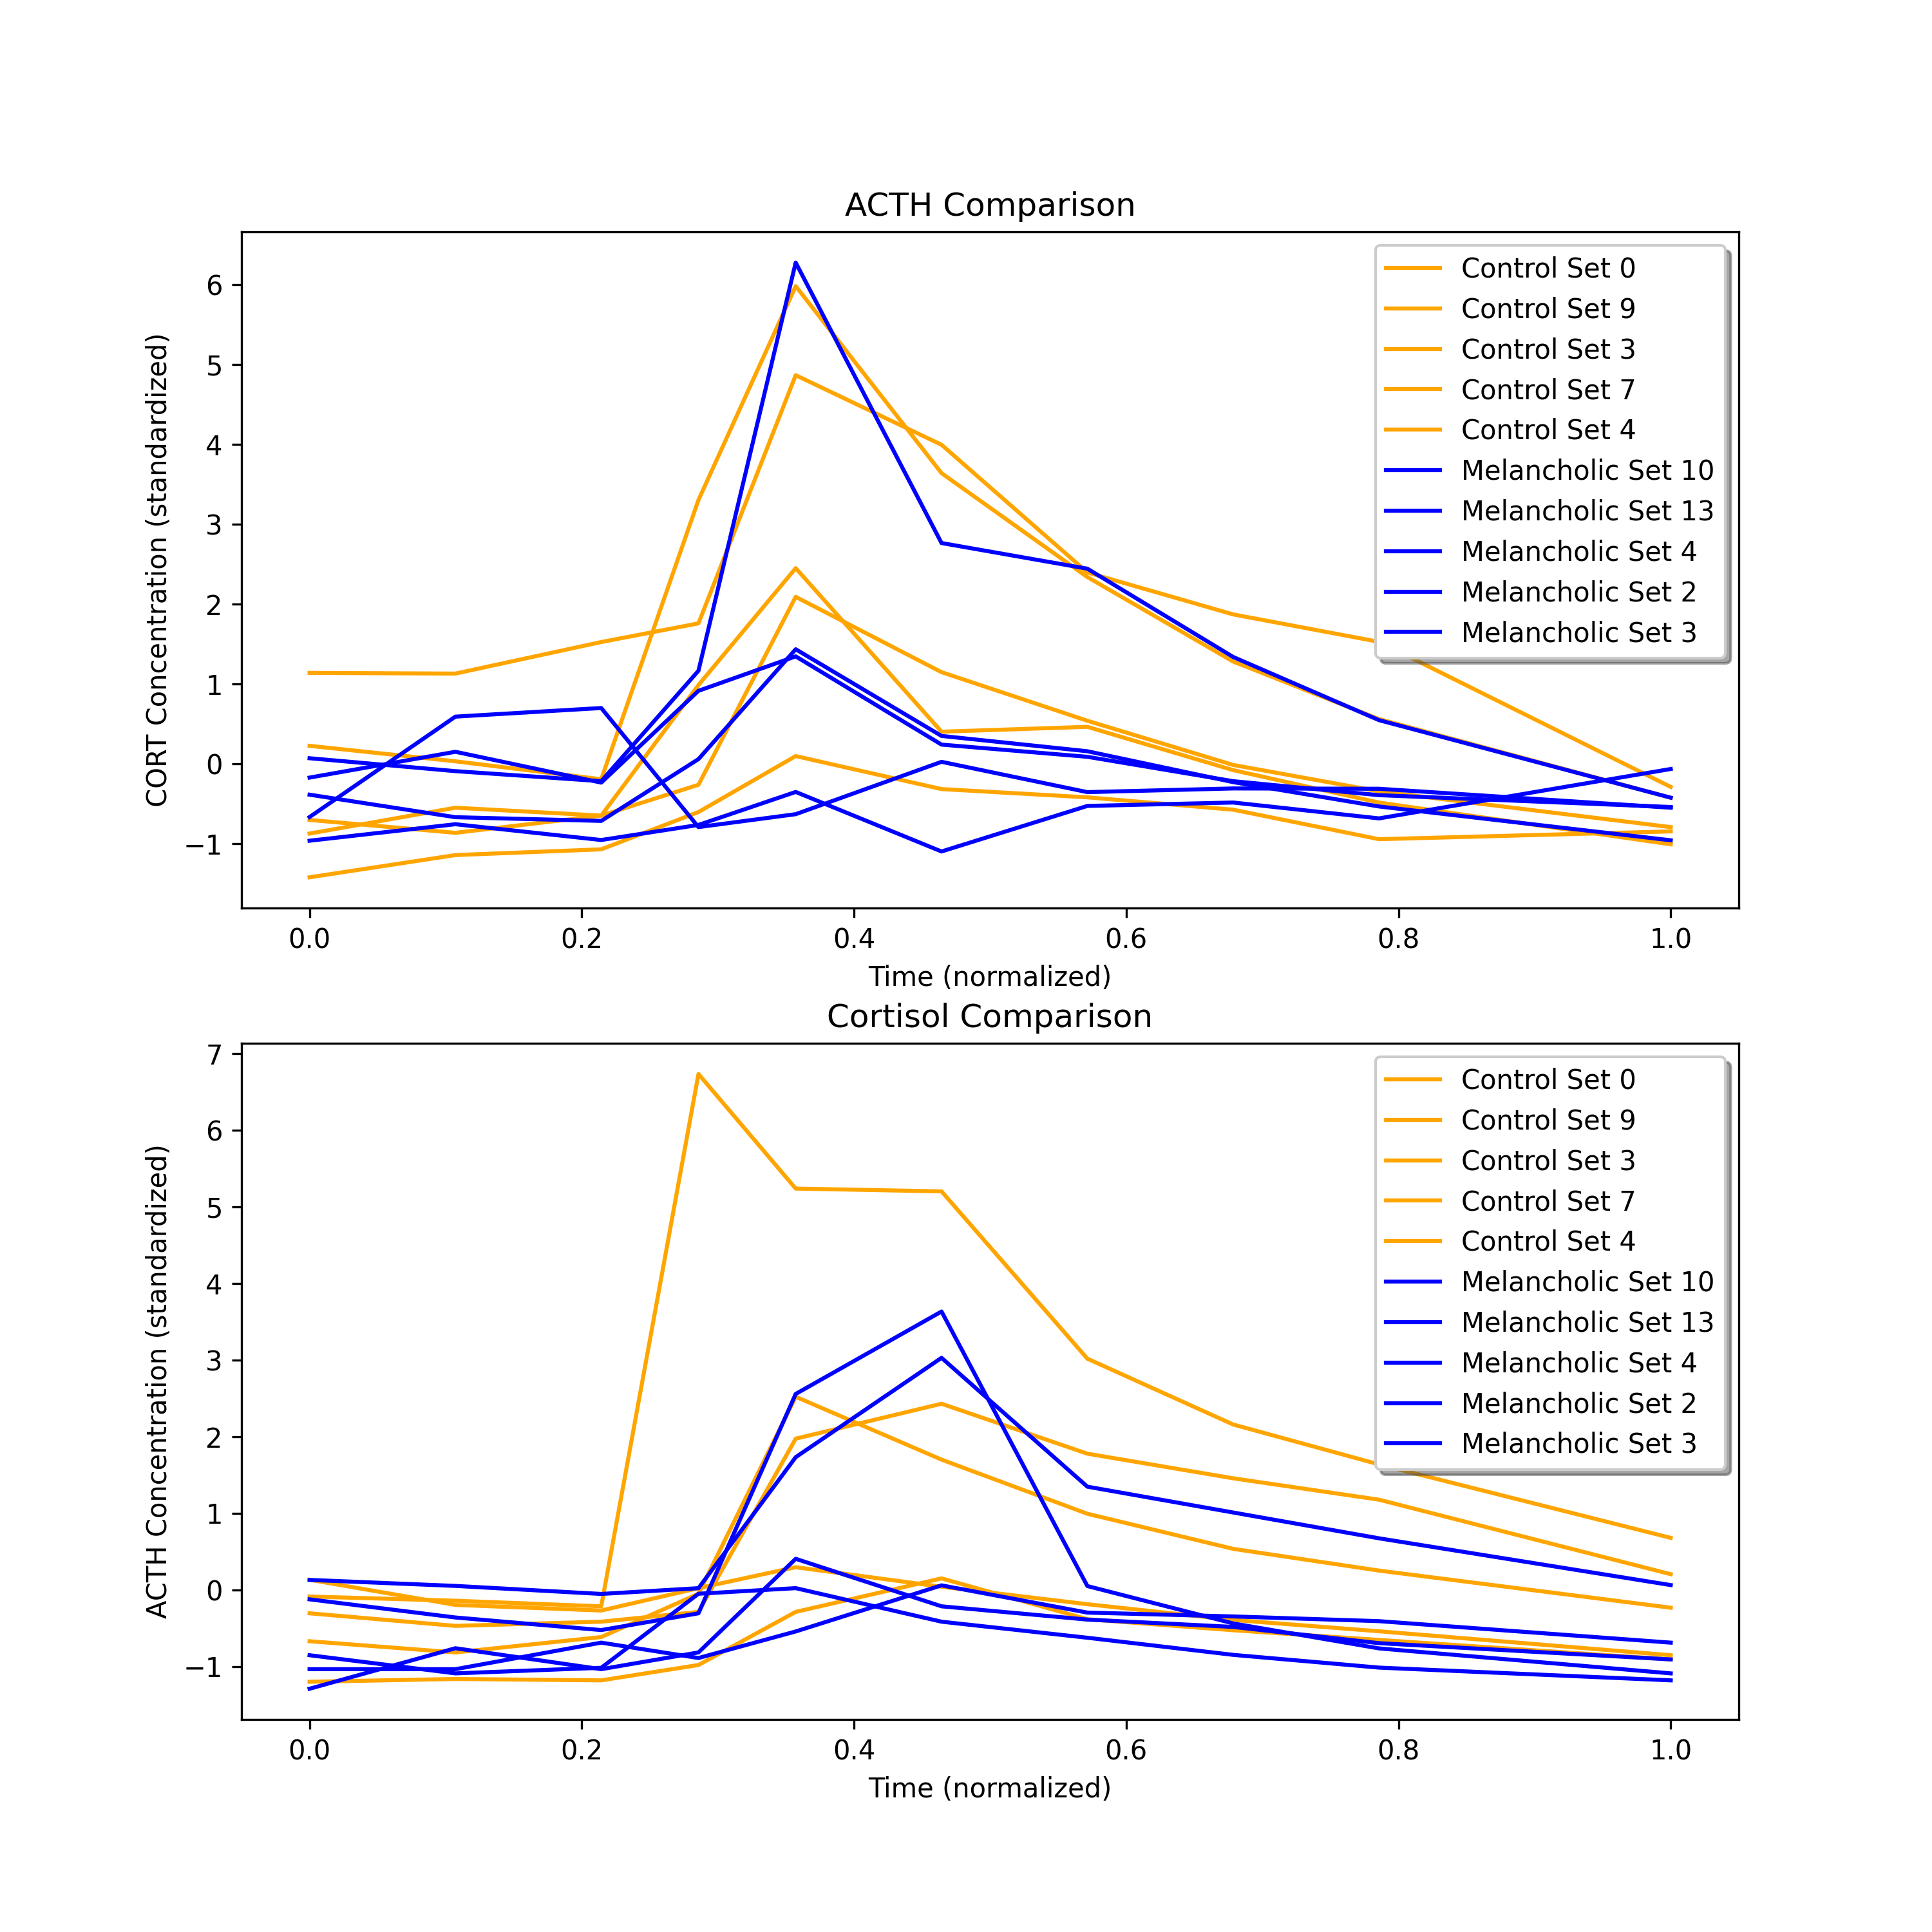 ACTH Comparison
CORT Concentration (standardized)
6
5
4
3
2
1
0
−1
0.0 0.2 0.4 0.6 0.8 1.0
Time (normalized)
Control Set 0
Control Set 9
Control Set 3
Control Set 7
Control Set 4
Melancholic Set 10
Melancholic Set 13
Melancholic Set 4
Melancholic Set 2
Melancholic Set 3
Cortisol Comparison
ACTH Concentration (standardized)
7
6
5
4
3
2
1
0
−1
0.0 0.2 0.4 0.6 0.8 1.0
Time (normalized)
Control Set 0
Control Set 9
Control Set 3
Control Set 7
Control Set 4
Melancholic Set 10
Melancholic Set 13
Melancholic Set 4
Melancholic Set 2
Melancholic Set 3